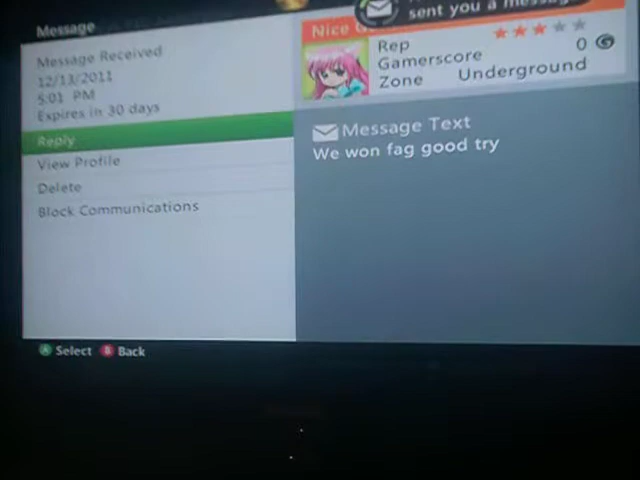 Message
Message Received
12/13/2011
5:01 PM
Expires in 30 days
Reply
View Profile
Delete
Block Communications
Select
Back
sent you a message
Nice
Rep
Gamerscore 0 G
Zone Underground
Message Text
We won fag good try